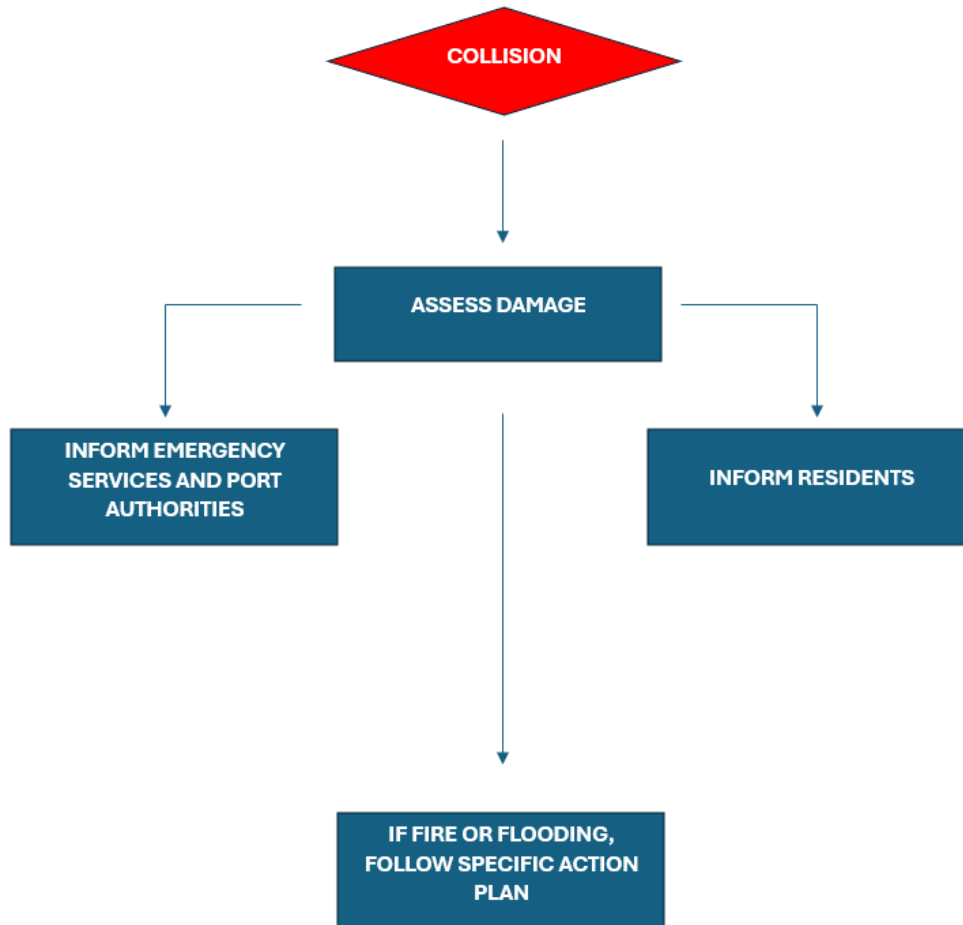 COLLISION
ASSESS DAMAGE
INFORM EMERGENCY
SERVICES AND PORT
AUTHORITIES
INFORM RESIDENTS
IF FIRE OR FLOODING,
FOLLOW SPECIFIC ACTION
PLAN